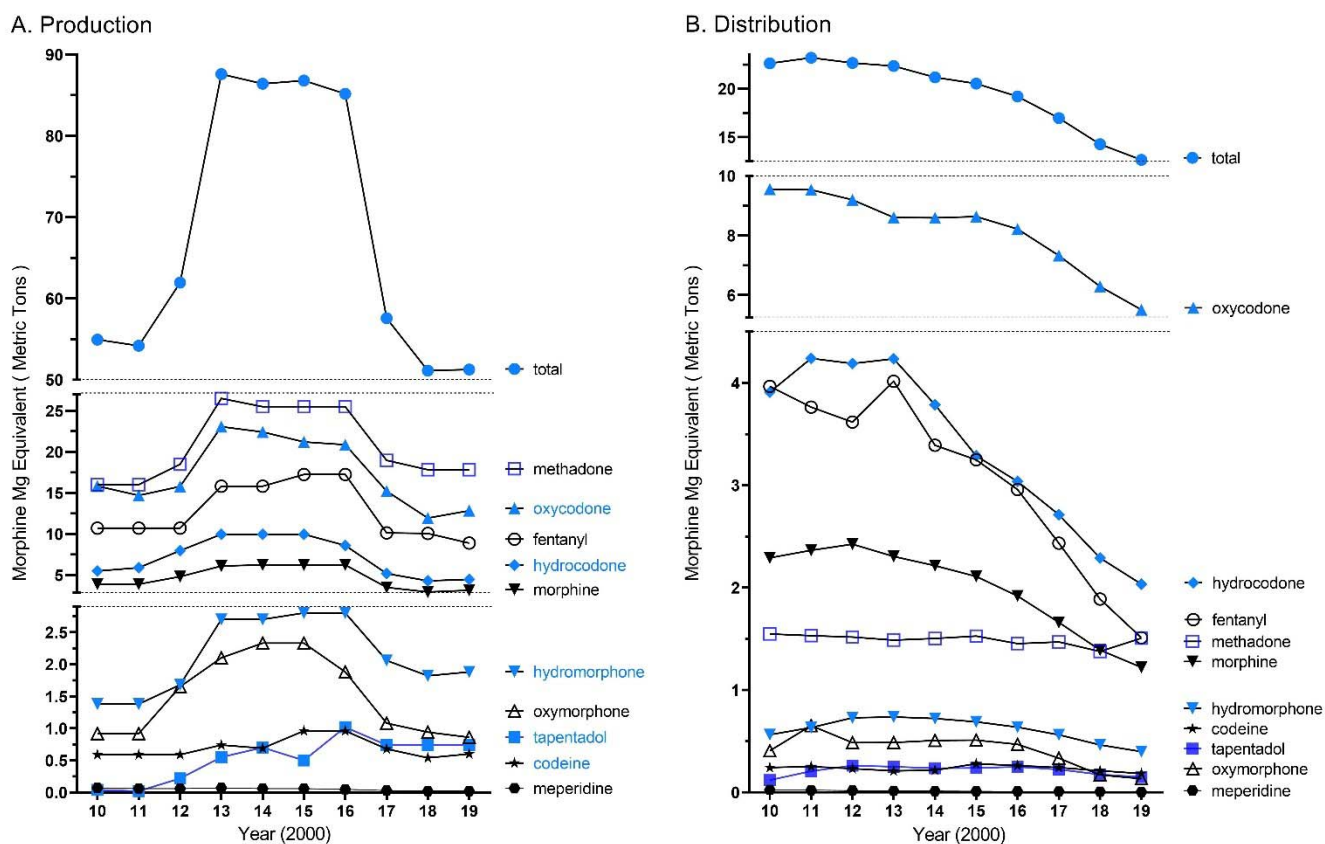 A. Production
Morphine Mg Equivalent ( Metric Tons )
90
80
70
60
50
25
20
15
10
5
2.5
2.0
1.5
1.0
0.5
0.0
10 11 12 13 14 15 16 17 18 19
Year (2000)
total
methadone
oxycodone
fentanyl
hydrocodone
morphine
hydromorphone
oxymorphone
tapentadol
codeine
meperidine
B. Distribution
Morphine Mg Equivalent ( Metric Tons )
20
15
10
8
6
4
3
2
1
0
10 11 12 13 14 15 16 17 18 19
Year (2000)
total
oxycodone
hydrocodone
fentanyl
methadone
morphine
hydromorphone
codeine
tapentadol
oxymorphone
meperidine